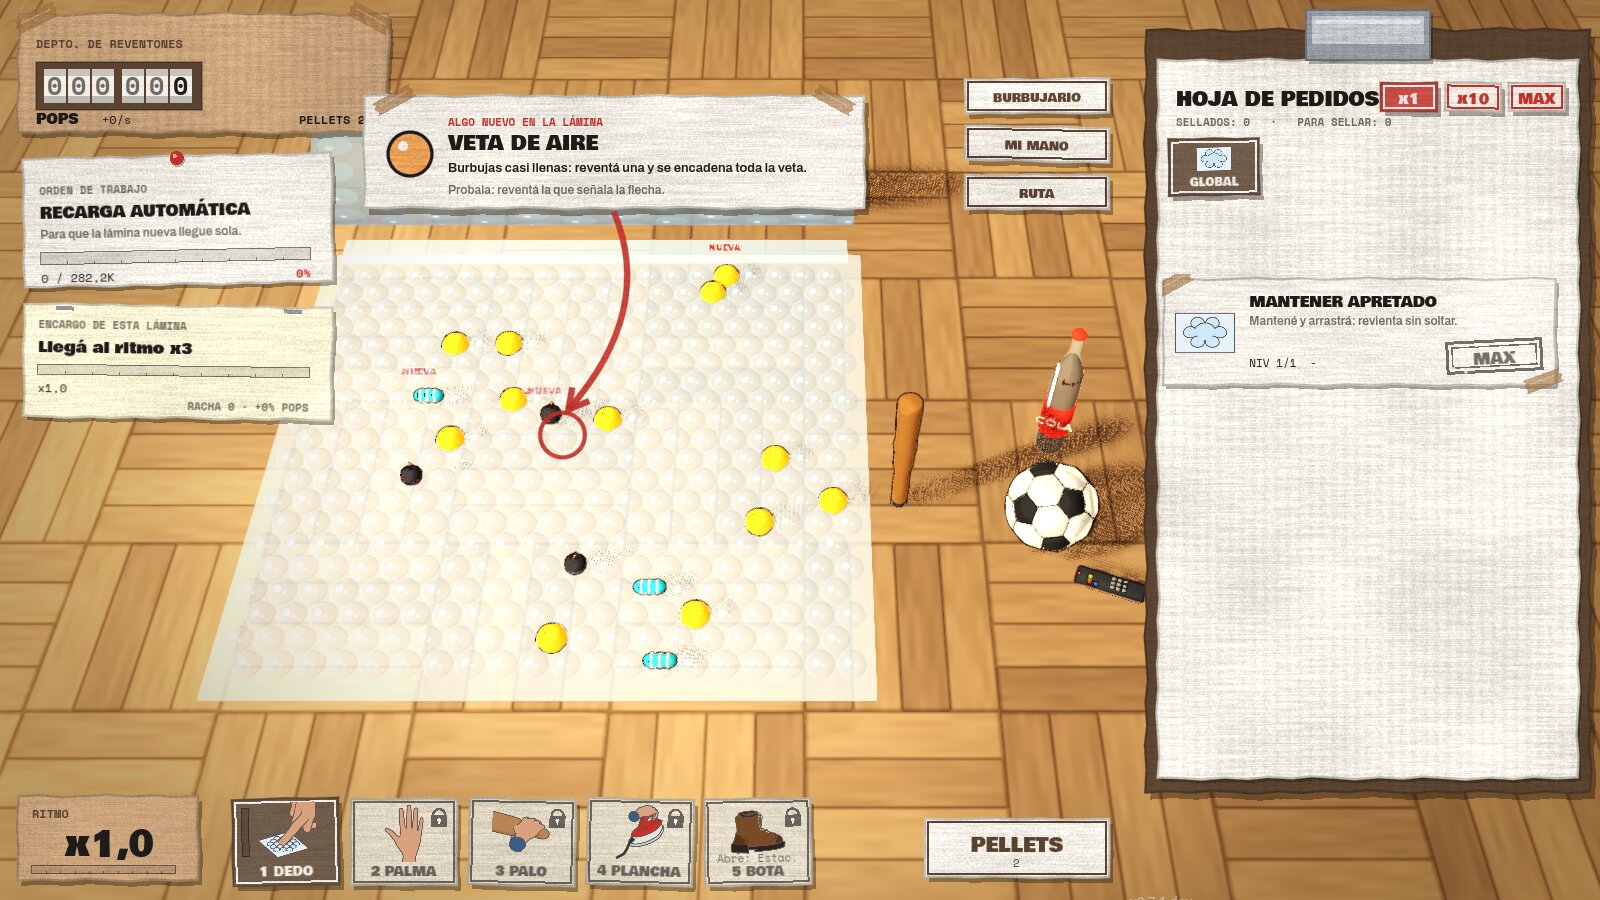 DEPTO. DE REVENTONES
000 000
POPS +0/s PELLETS 2
ALGO NUEVO EN LA LÁMINA
VETA DE AIRE
Burbujas casi llenas: reventá una y se encadena toda la veta.
Probala: reventá la que señala la flecha.
ORDEN DE TRABAJO
RECARGA AUTOMÁTICA
Para que la lámina nueva llegue sola.
0 / 282,2K 0%
ENCARGO DE ESTA LÁMINA
Llegá al ritmo x3
x1,0
RACHA 0 · +0% POPS
NUEVA
NUEVA
NUEVA
COLA
BURBUJARIO
MI MANO
RUTA
HOJA DE PEDIDOS x1 x10 MAX
SELLADOS: 0 · PARA SELLAR: 0
GLOBAL
MANTENER APRETADO
Mantené y arrastrá: revienta sin soltar.
NIV 1/1 -
MAX
RITMO
x1,0
1 DEDO
2 PALMA
3 PALO
4 PLANCHA
Abre: Estac.
5 BOTA
PELLETS
2